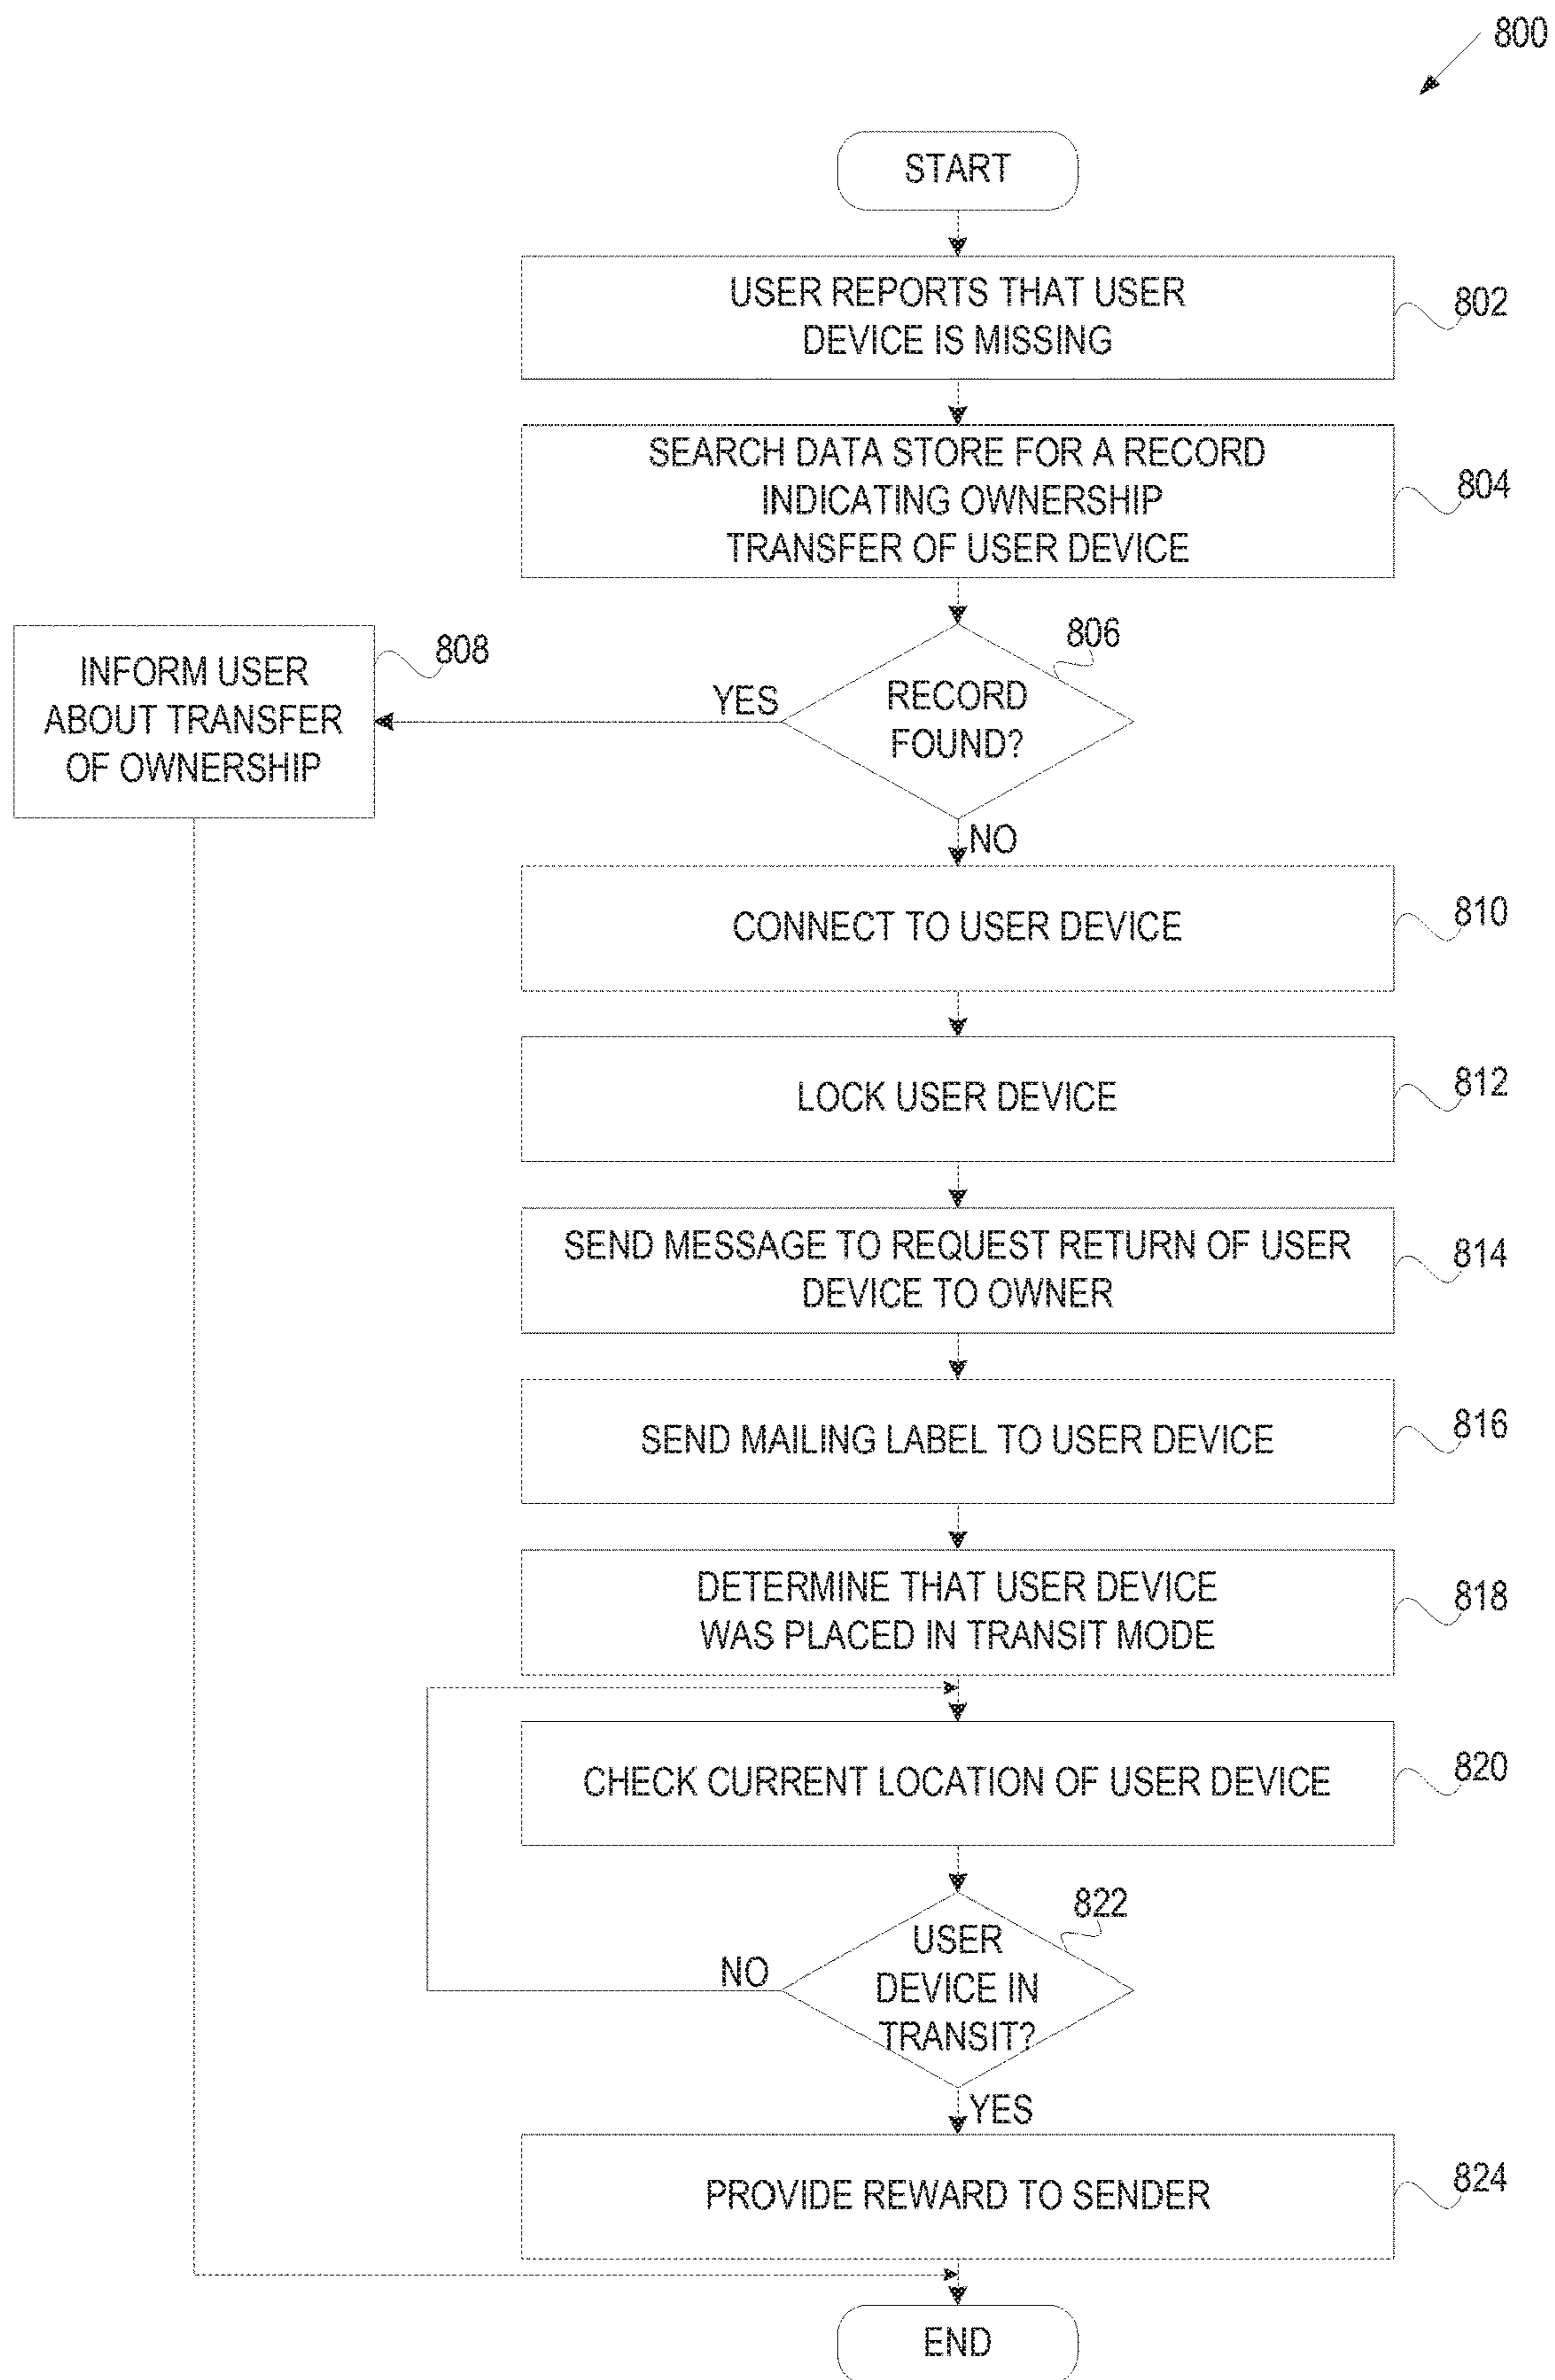 800
START
USER REPORTS THAT USER
DEVICE IS MISSING
802
SEARCH DATA STORE FOR A RECORD
INDICATING OWNERSHIP
TRANSFER OF USER DEVICE
804
806
RECORD
FOUND?
YES
808
INFORM USER
ABOUT TRANSFER
OF OWNERSHIP
NO
CONNECT TO USER DEVICE
810
LOCK USER DEVICE
812
SEND MESSAGE TO REQUEST RETURN OF USER
DEVICE TO OWNER
814
SEND MAILING LABEL TO USER DEVICE
816
DETERMINE THAT USER DEVICE
WAS PLACED IN TRANSIT MODE
818
CHECK CURRENT LOCATION OF USER DEVICE
820
822
USER
DEVICE IN
TRANSIT?
NO
YES
PROVIDE REWARD TO SENDER
824
END